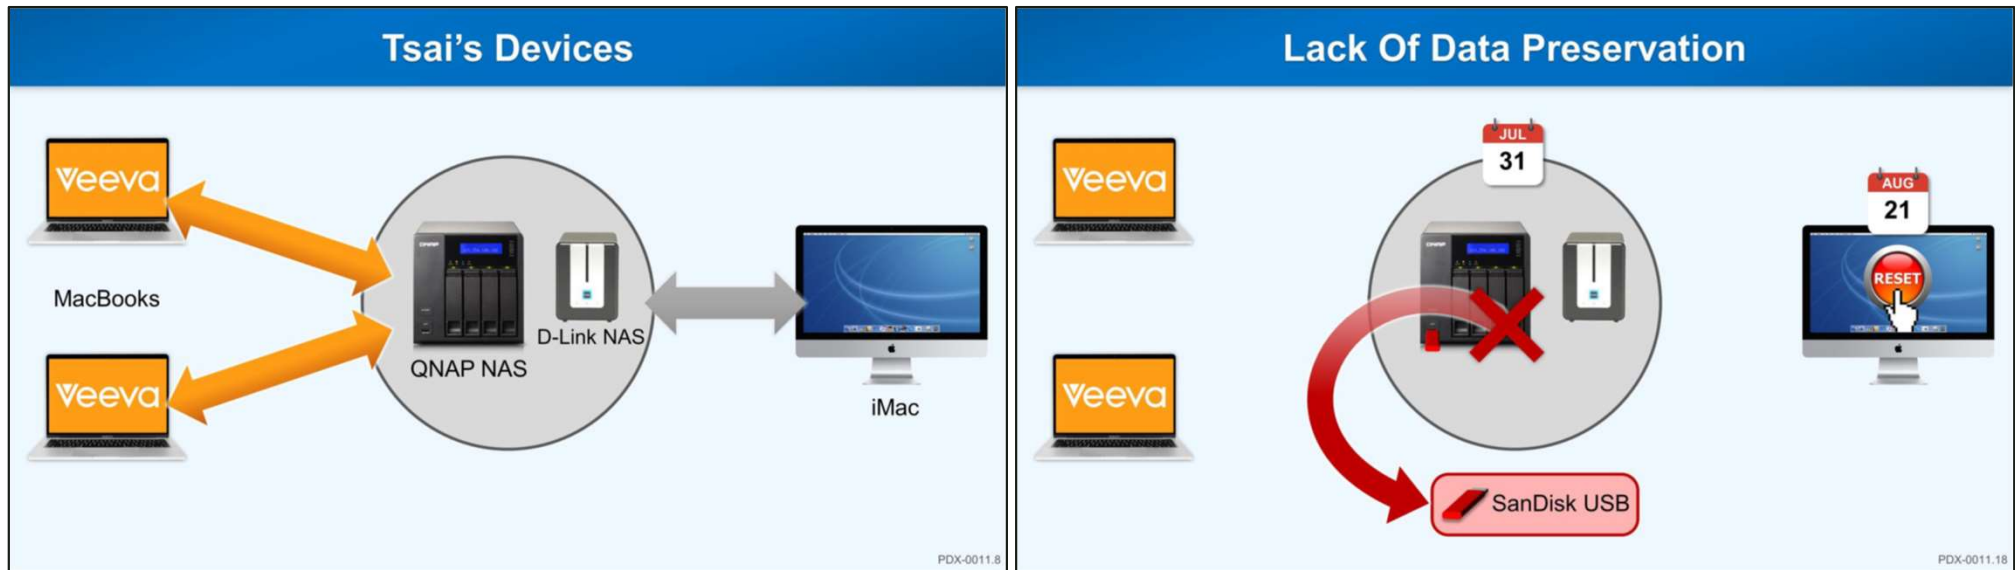 Tsai's Devices
Veeva
MacBooks
Veeva
QNAP NAS
D-Link NAS
iMac
PDX-0011.8
Lack Of Data Preservation
Veeva
Veeva
JUL
31
AUG
21
RESET
SanDisk USB
PDX-0011.18